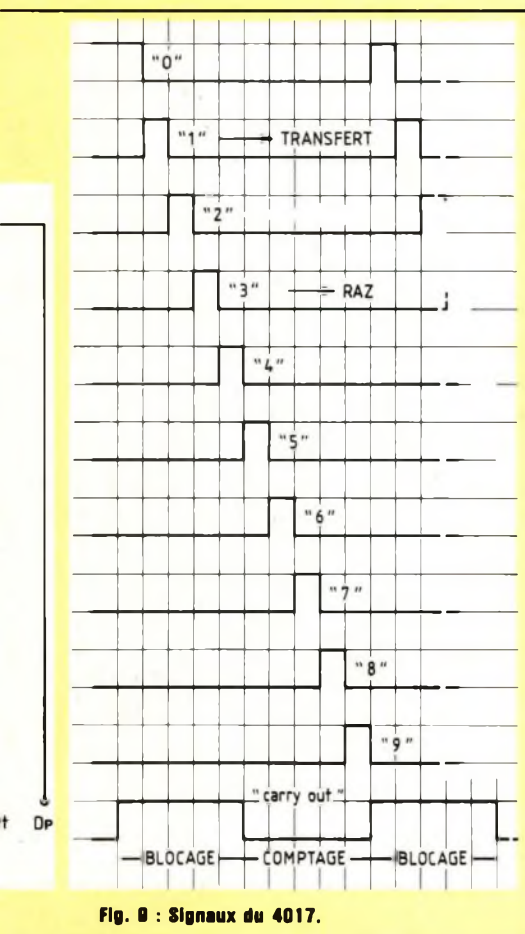 "0"
"1" TRANSFERT
"2"
"3" RAZ
"4"
"5"
"6"
"7"
"8"
"9"
"carry out"
Dp
BLOCAGE COMPTAGE BLOCAGE
Fig. 9 : Signaux du 4017.